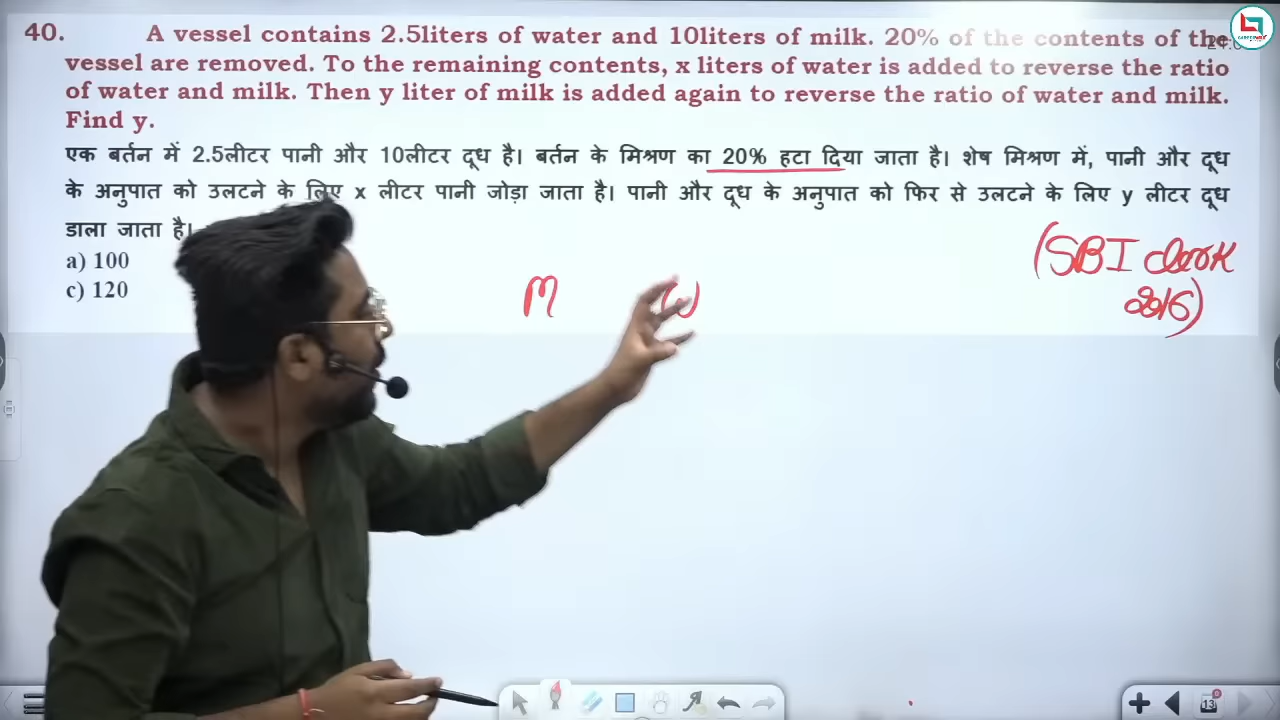 40. A vessel contains 2.5liters of water and 10liters of milk. 20% of the contents of the
vessel are removed. To the remaining contents, x liters of water is added to reverse the ratio
of water and milk. Then y liter of milk is added again to reverse the ratio of water and milk.
Find y.
एक बर्तन में 2.5लीटर पानी और 10लीटर दूध है। बर्तन के मिश्रण का 20% हटा दिया जाता है। शेष मिश्रण में, पानी और दूध
के अनुपात को उलटने के लिए x लीटर पानी जोड़ा जाता है। पानी और दूध के अनुपात को फिर से उलटने के लिए y लीटर दूध
डाला जाता है।
a) 100
c) 120
M W
(SBI clerk
2016)
13